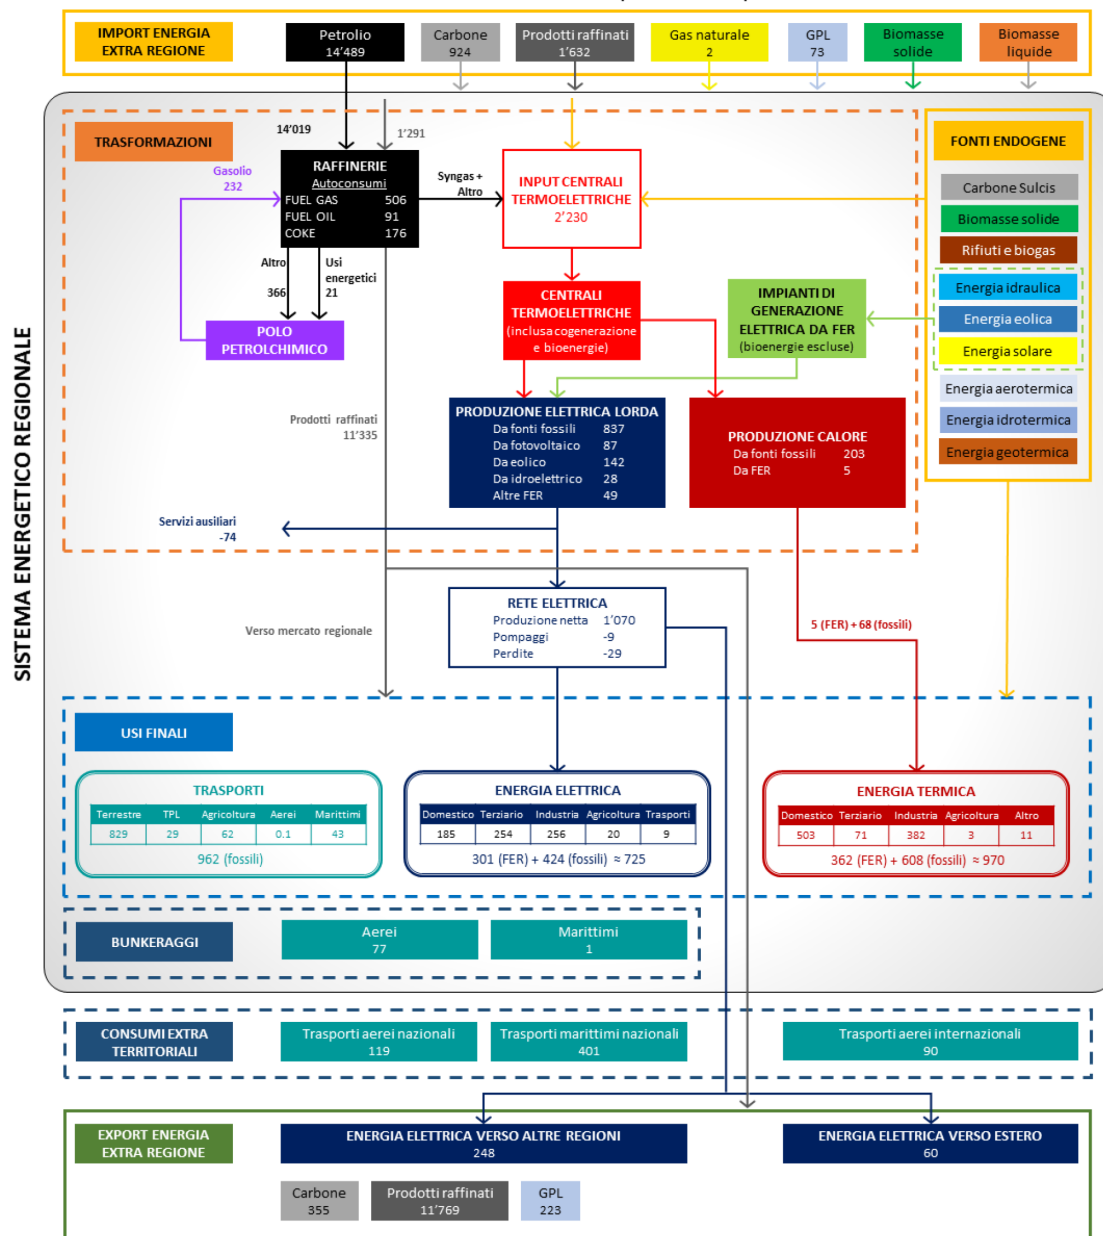 IMPORT ENERGIA
EXTRA REGIONE
Petrolio
14'489
Carbone
924
Prodotti raffinati
1'632
Gas naturale
2
GPL
73
Biomasse
solide
Biomasse
liquide
SISTEMA ENERGETICO REGIONALE
TRASFORMAZIONI
14'019
1'291
Gasolio
232
RAFFINERIE
Autoconsumi
FUEL GAS 506
FUEL OIL 91
COKE 176
Syngas +
Altro
INPUT CENTRALI
TERMOELETTRICHE
2'230
Altro
366
Usi
energetici
21
POLO
PETROLCHIMICO
CENTRALI
TERMOELETTRICHE
(inclusa cogenerazione
e bioenergie)
IMPIANTI DI
GENERAZIONE
ELETTRICA DA FER
(bioenergie escluse)
FONTI ENDOGENE
Carbone Sulcis
Biomasse solide
Rifiuti e biogas
Energia idraulica
Energia eolica
Energia solare
Energia aerotermica
Energia idrotermica
Energia geotermica
Prodotti raffinati
11'335
PRODUZIONE ELETTRICA LORDA
Da fonti fossili 837
Da fotovoltaico 87
Da eolico 142
Da idroelettrico 28
Altre FER 49
PRODUZIONE CALORE
Da fonti fossili 203
Da FER 5
Servizi ausiliari
-74
RETE ELETTRICA
Produzione netta 1'070
Pompaggi -9
Perdite -29
Verso mercato regionale
5 (FER) + 68 (fossili)
USI FINALI
TRASPORTI
Terrestre TPL Agricoltura Aerei Marittimi
829 29 62 0.1 43
962 (fossili)
ENERGIA ELETTRICA
Domestico Terziario Industria Agricoltura Trasporti
185 254 256 20 9
301 (FER) + 424 (fossili) ≈ 725
ENERGIA TERMICA
Domestico Terziario Industria Agricoltura Altro
503 71 382 3 11
362 (FER) + 608 (fossili) ≈ 970
BUNKERAGGI
Aerei
77
Marittimi
1
CONSUMI EXTRA
TERRITORIALI
Trasporti aerei nazionali
119
Trasporti marittimi nazionali
401
Trasporti aerei internazionali
90
EXPORT ENERGIA
EXTRA REGIONE
ENERGIA ELETTRICA VERSO ALTRE REGIONI
248
ENERGIA ELETTRICA VERSO ESTERO
60
Carbone
355
Prodotti raffinati
11'769
GPL
223